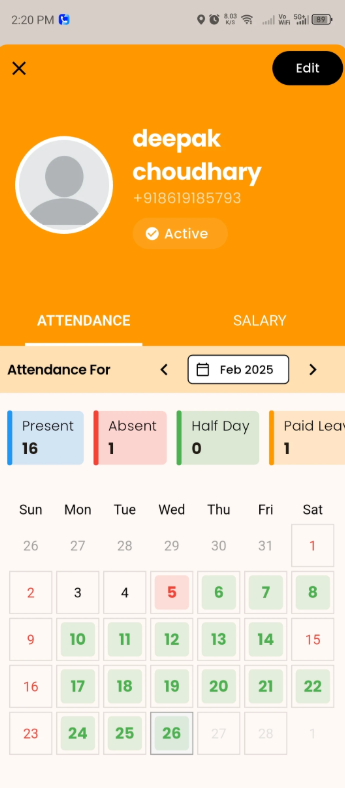 2:20 PM
8.03 K/S Vo WiFi 5G+ 89
Edit
deepak
choudhary
+918619185793
Active
ATTENDANCE SALARY
Attendance For Feb 2025
Present Absent Half Day Paid Leav
16 1 0 1
Sun Mon Tue Wed Thu Fri Sat
26 27 28 29 30 31 1
2 3 4 5 6 7 8
9 10 11 12 13 14 15
16 17 18 19 20 21 22
23 24 25 26 27 28 1